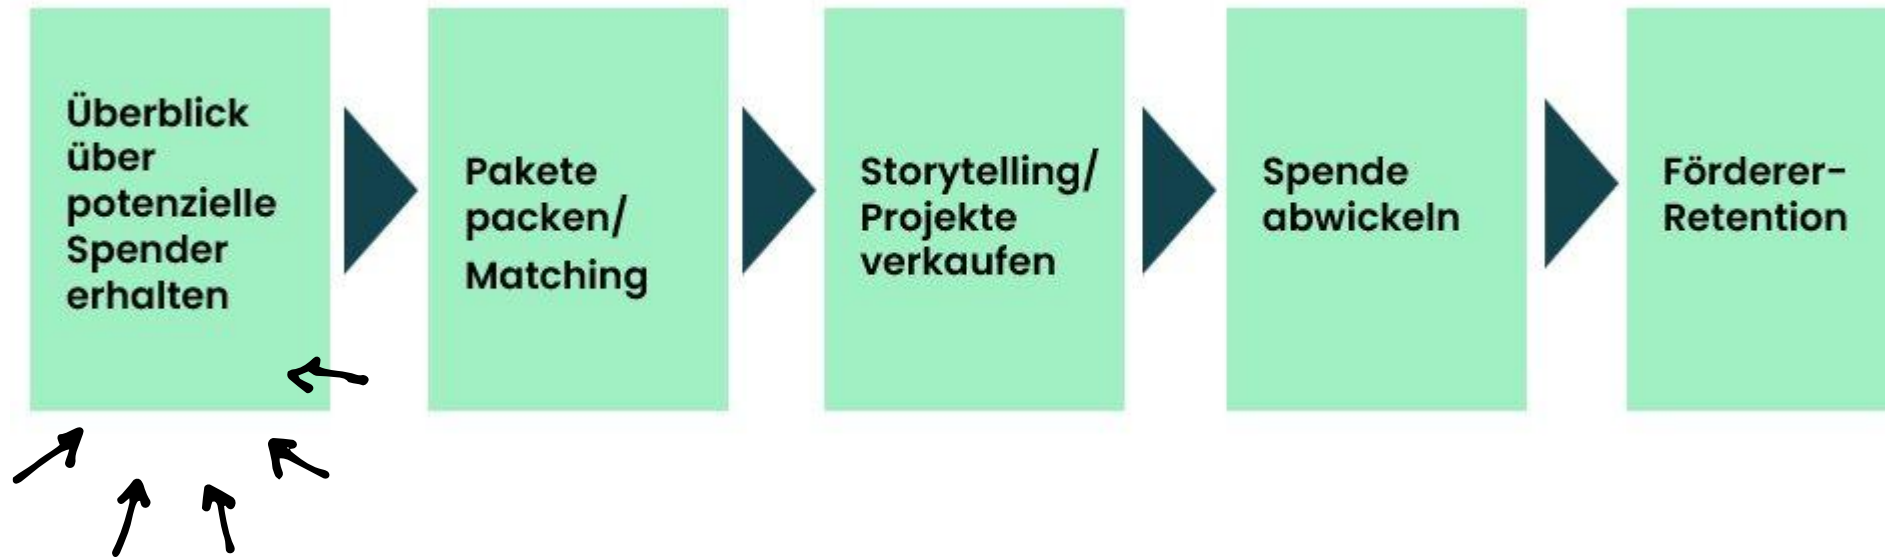 Überblick
über
potenzielle
Spender
erhalten
Pakete
packen/
Matching
Storytelling/
Projekte
verkaufen
Spende
abwickeln
Förderer-
Retention